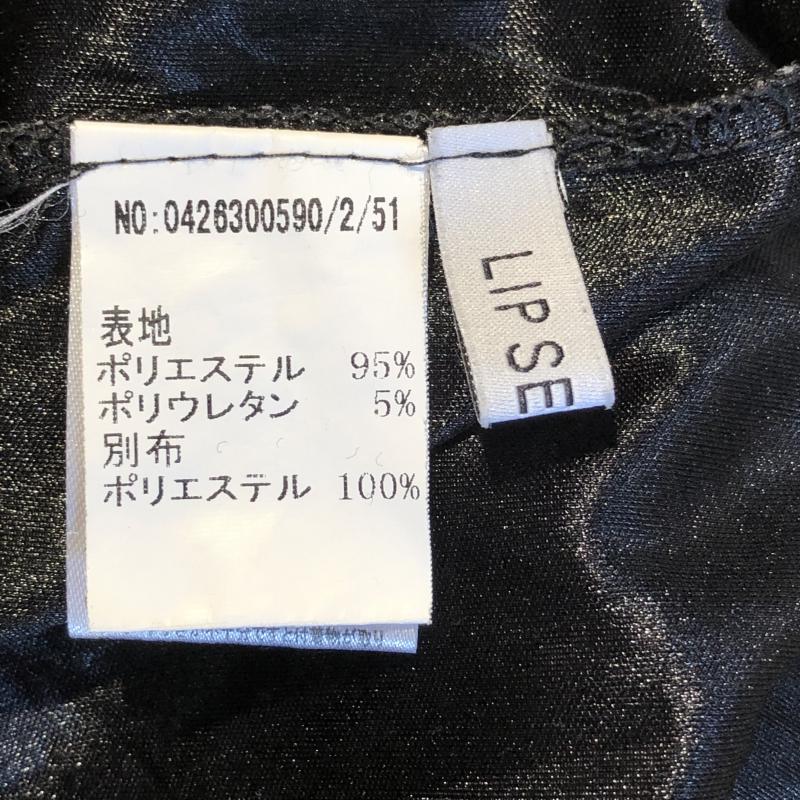 NO:0426300590/2/51
表地
ポリエステル 95%
ポリウレタン 5%
別布
ポリエステル 100%
LIP SE